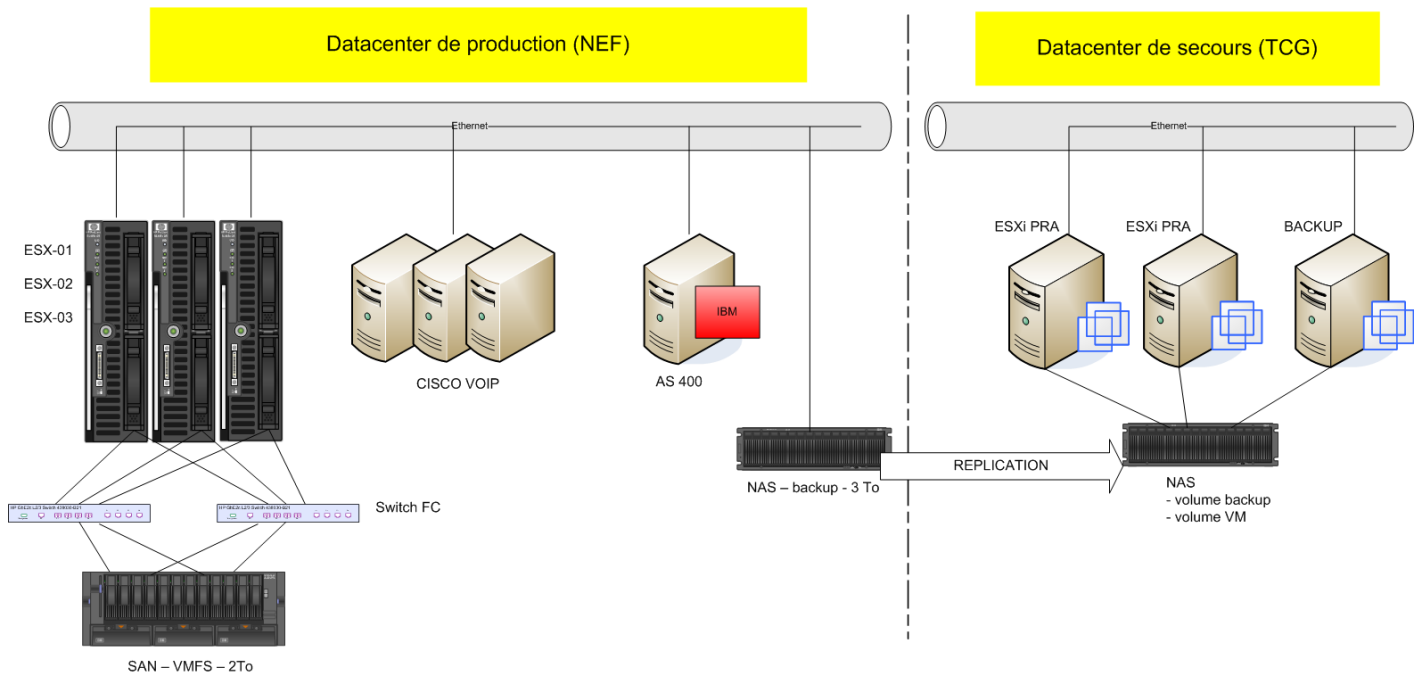 Datacenter de production (NEF)
Datacenter de secours (TCG)
Ethernet
Ethernet
ESX-01
ESX-02
ESX-03
CISCO VOIP
AS 400
IBM
ESXi PRA
ESXi PRA
BACKUP
NAS – backup - 3 To
REPLICATION
NAS
- volume backup
- volume VM
Switch FC
SAN – VMFS – 2To